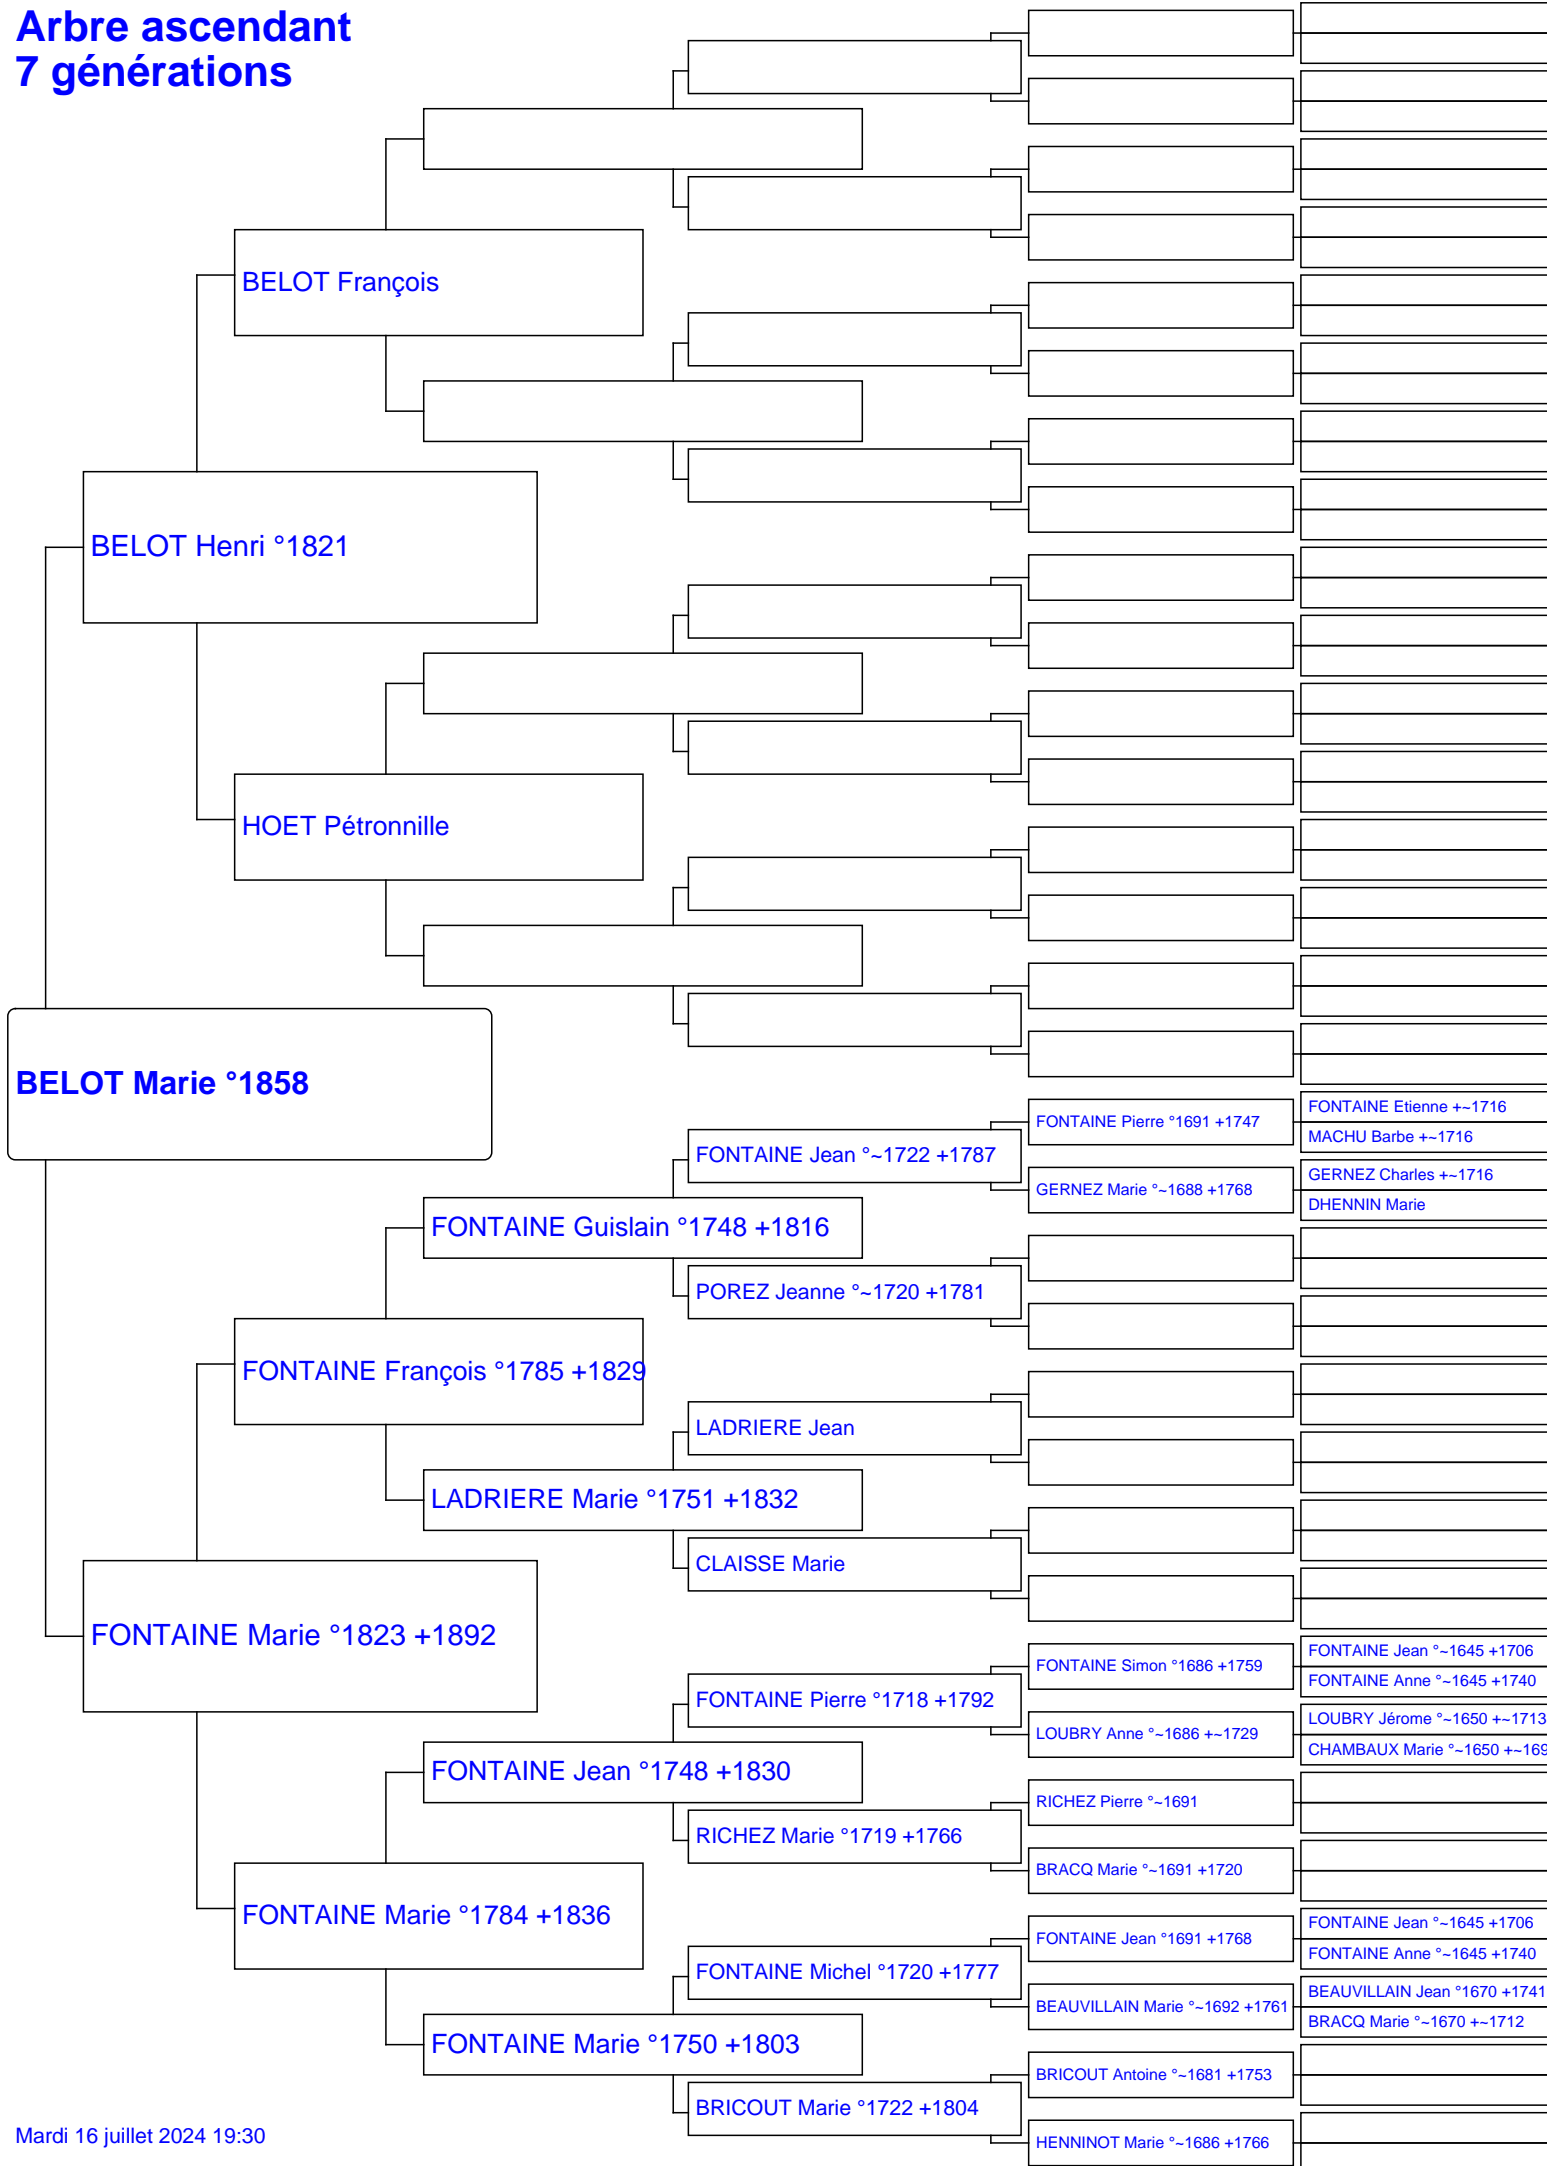 Arbre ascendant
7 générations
BELOT François
BELOT Henri °1821
HOET Pétronnille
BELOT Marie °1858
FONTAINE Pierre °1691 +1747
FONTAINE Etienne +~1716
MACHU Barbe +~1716
FONTAINE Jean °~1722 +1787
GERNEZ Marie °~1688 +1768
GERNEZ Charles +~1716
DHENNIN Marie
FONTAINE Guislain °1748 +1816
POREZ Jeanne °~1720 +1781
FONTAINE François °1785 +1829
LADRIERE Jean
LADRIERE Marie °1751 +1832
CLAISSE Marie
FONTAINE Marie °1823 +1892
FONTAINE Simon °1686 +1759
FONTAINE Jean °~1645 +1706
FONTAINE Anne °~1645 +1740
FONTAINE Pierre °1718 +1792
LOUBRY Anne °~1686 +~1729
LOUBRY Jérome °~1650 +~1713
CHAMBAUX Marie °~1650 +~169
FONTAINE Jean °1748 +1830
RICHEZ Pierre °~1691
RICHEZ Marie °1719 +1766
BRACQ Marie °~1691 +1720
FONTAINE Marie °1784 +1836
FONTAINE Jean °1691 +1768
FONTAINE Jean °~1645 +1706
FONTAINE Anne °~1645 +1740
FONTAINE Michel °1720 +1777
BEAUVILLAIN Marie °~1692 +1761
BEAUVILLAIN Jean °1670 +1741
BRACQ Marie °~1670 +~1712
FONTAINE Marie °1750 +1803
BRICOUT Antoine °~1681 +1753
BRICOUT Marie °1722 +1804
HENNINOT Marie °~1686 +1766
Mardi 16 juillet 2024 19:30